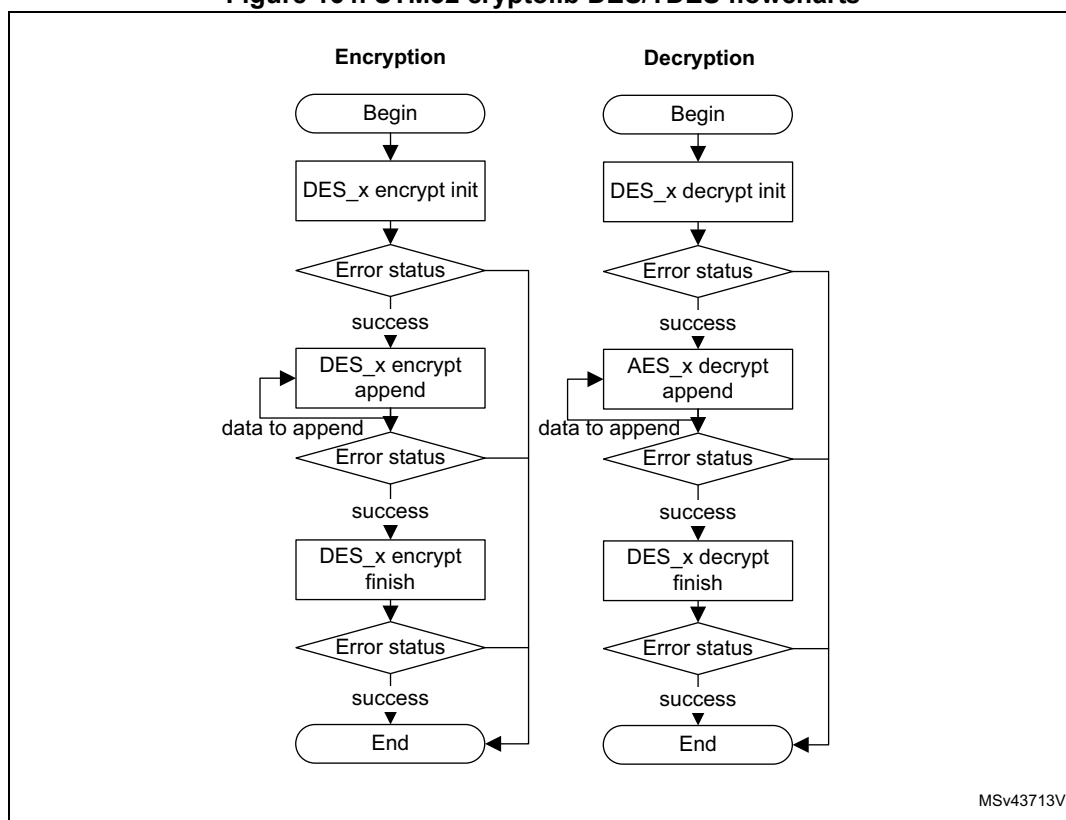 Encryption
Begin
DES_x encrypt init
Error status
success
DES_x encrypt
append
data to append
Error status
success
DES_x encrypt
finish
Error status
success
End
Decryption
Begin
DES_x decrypt init
Error status
success
AES_x decrypt
append
data to append
Error status
success
DES_x decrypt
finish
Error status
success
End
MSv43713V